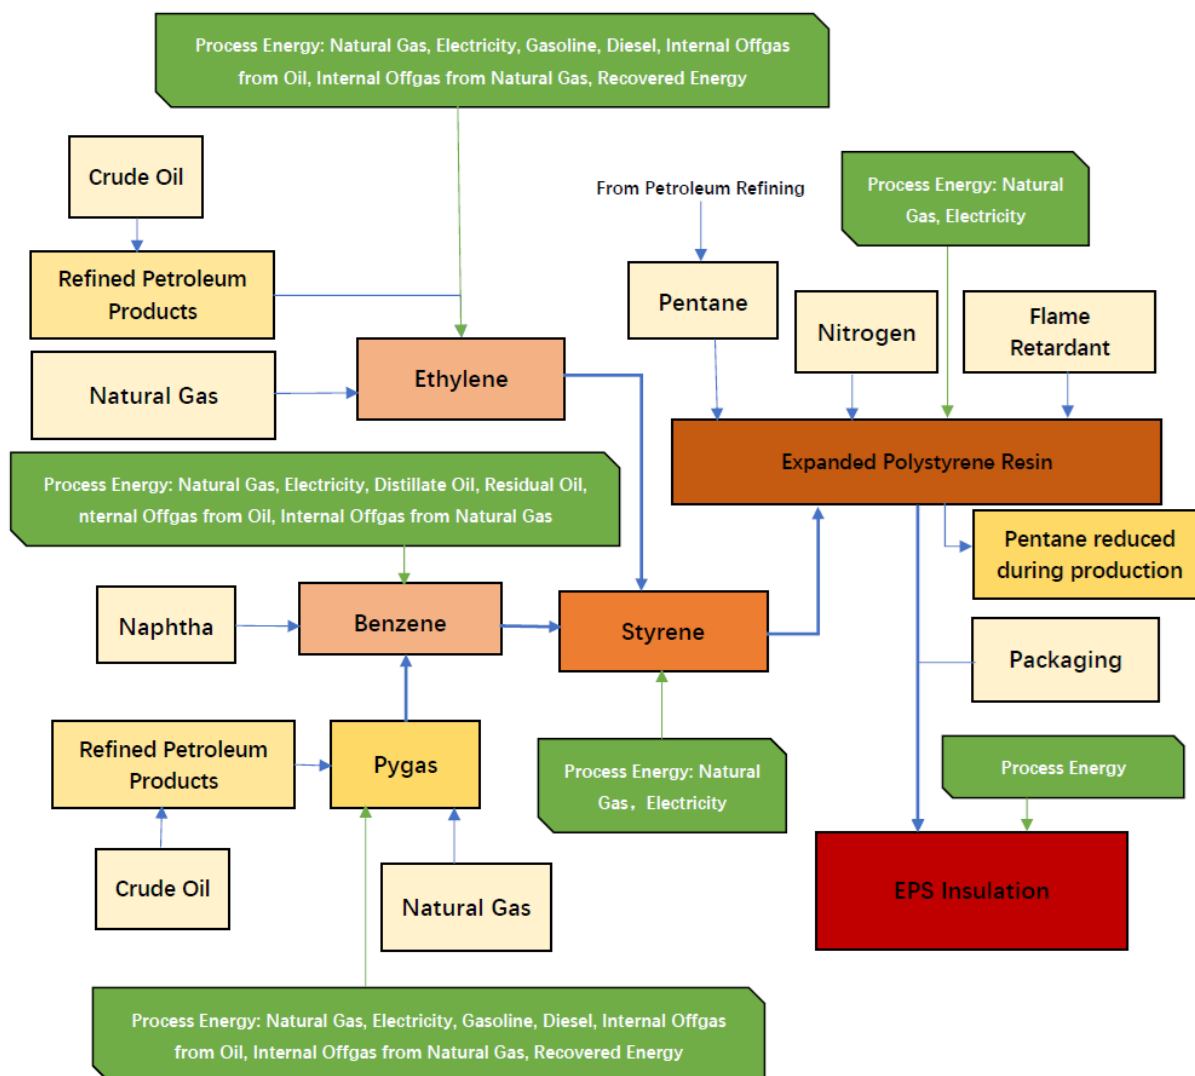 Process Energy: Natural Gas, Electricity, Gasoline, Diesel, Internal Offgas
from Oil, Internal Offgas from Natural Gas, Recovered Energy
Crude Oil
From Petroleum Refining
Process Energy: Natural
Gas, Electricity
Refined Petroleum
Products
Pentane
Nitrogen
Flame
Retardant
Natural Gas
Ethylene
Expanded Polystyrene Resin
Process Energy: Natural Gas, Electricity, Distillate Oil, Residual Oil,
nternal Offgas from Oil, Internal Offgas from Natural Gas
Pentane reduced
during production
Naphtha
Benzene
Styrene
Packaging
Refined Petroleum
Products
Pygas
Process Energy: Natural
Gas，Electricity
Process Energy
Crude Oil
Natural Gas
EPS Insulation
Process Energy: Natural Gas, Electricity, Gasoline, Diesel, Internal Offgas
from Oil, Internal Offgas from Natural Gas, Recovered Energy